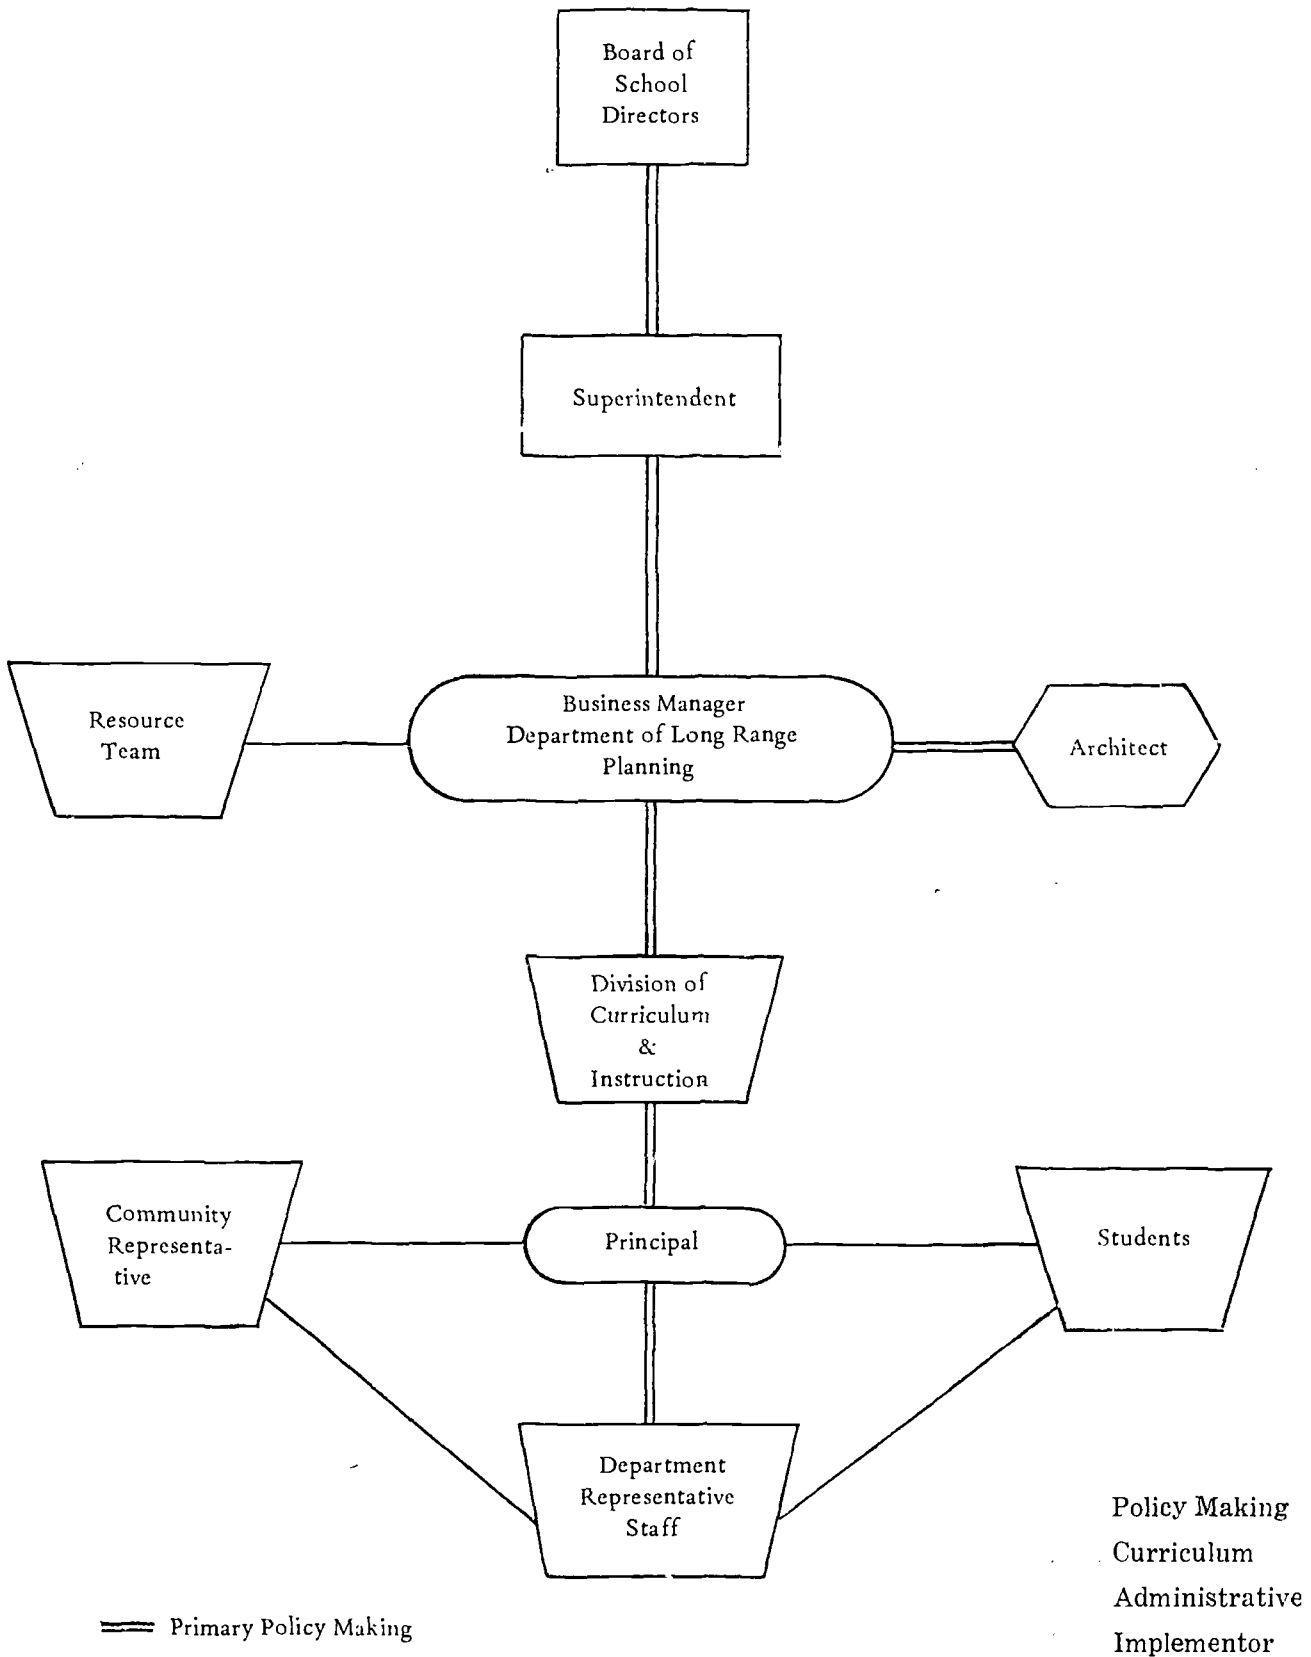 Board of
School
Directors
Superintendent
Resource
Team
Business Manager
Department of Long Range
Planning
Architect
Division of
Curriculum
&
Instruction
Community
Representa-
tive
Principal
Students
Department
Representative
Staff
Primary Policy Making
Policy Making
Curriculum
Administrative
Implementor